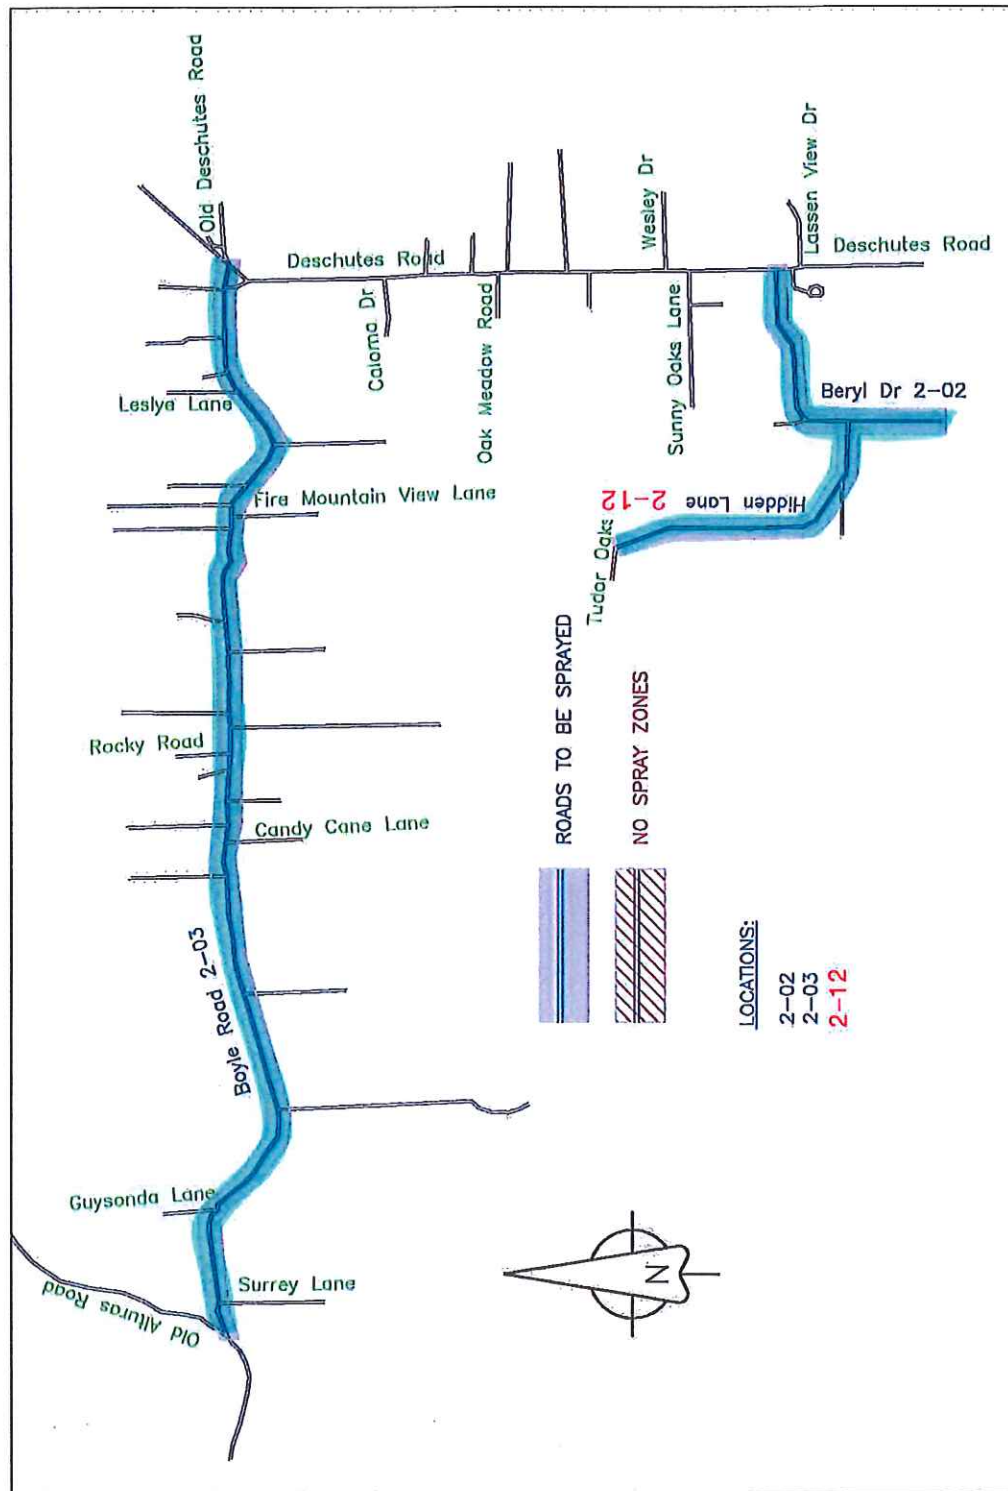 Old Deschutes Road
Deschutes Road
Leslye Lane
Caloma Dr
Oak Meadow Road
Fire Mountain View Lane
Wesley Dr
Sunny Oaks Lane
Lassen View Dr
Deschutes Road
Beryl Dr 2-02
Hidden Lane 2-12
Tudor Oaks
Rocky Road
Candy Cane Lane
Boyle Road 2-03
Guysonda Lane
Surrey Lane
Old Alturas Road
ROADS TO BE SPRAYED
NO SPRAY ZONES
LOCATIONS:
2-02
2-03
2-12
N